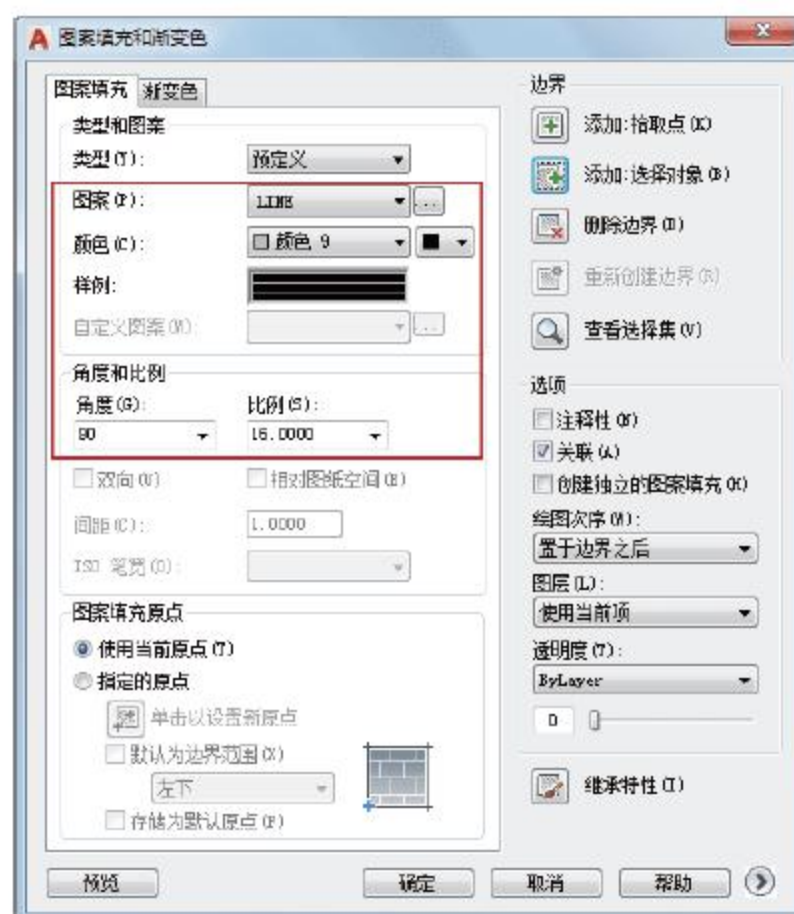 图案填充和渐变色
图案填充 渐变色
类型和图案
类型(Y): 预定义
图案(P): LINE ...
颜色(C): 颜色 9
样例:
自定义图案(M): ...
角度和比例
角度(G): 比例(S):
90 15.0000
双向(U) 相对图纸空间(E)
间距(C): 1.0000
ISO 笔宽(O):
图案填充原点
使用当前原点(T)
指定的原点
单击以设置新原点
默认为边界范围(X)
左下
存储为默认原点(F)
预览
边界
添加:拾取点(K)
添加:选择对象(B)
删除边界(D)
重新创建边界(R)
查看选择集(V)
选项
注释性(N)
关联(A)
创建独立的图案填充(H)
绘图次序(W):
置于边界之后
图层(L):
使用当前项
透明度(T):
ByLayer
0
继承特性(I)
确定 取消 帮助